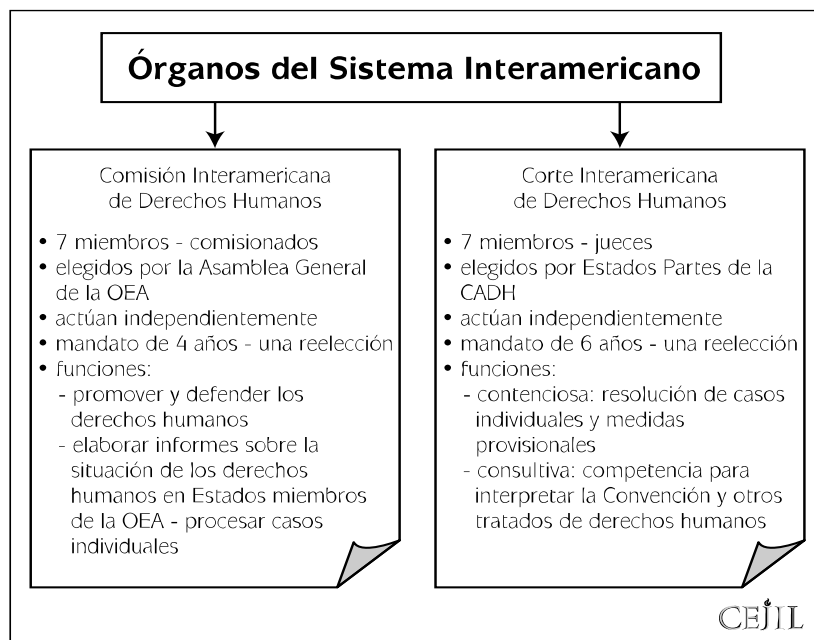 Órganos del Sistema Interamericano
Comisión Interamericana
de Derechos Humanos
• 7 miembros - comisionados
• elegidos por la Asamblea General
de la OEA
• actúan independientemente
• mandato de 4 años - una reelección
• funciones:
- promover y defender los
derechos humanos
- elaborar informes sobre la
situación de los derechos
humanos en Estados miembros
de la OEA - procesar casos
individuales
Corte Interamericana
de Derechos Humanos
• 7 miembros - jueces
• elegidos por Estados Partes de la
CADH
• actúan independientemente
• mandato de 6 años - una reelección
• funciones:
- contenciosa: resolución de casos
individuales y medidas
provisionales
- consultiva: competencia para
interpretar la Convención y otros
tratados de derechos humanos
CEJIL